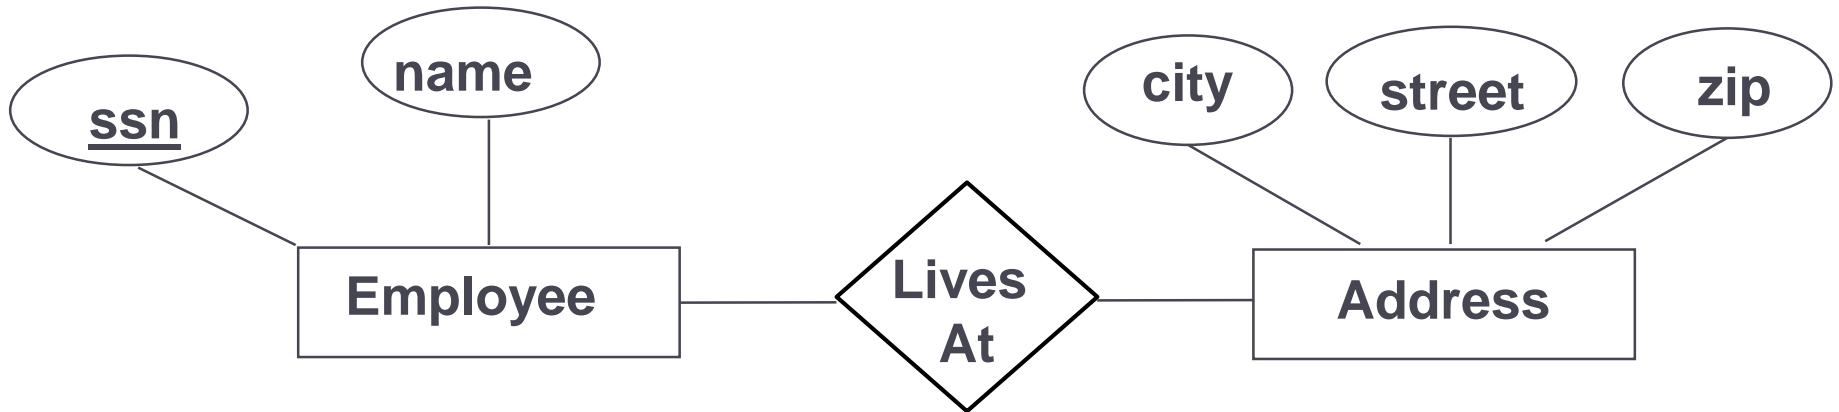 ssn
name
city
street
zip
Employee
Lives
At
Address